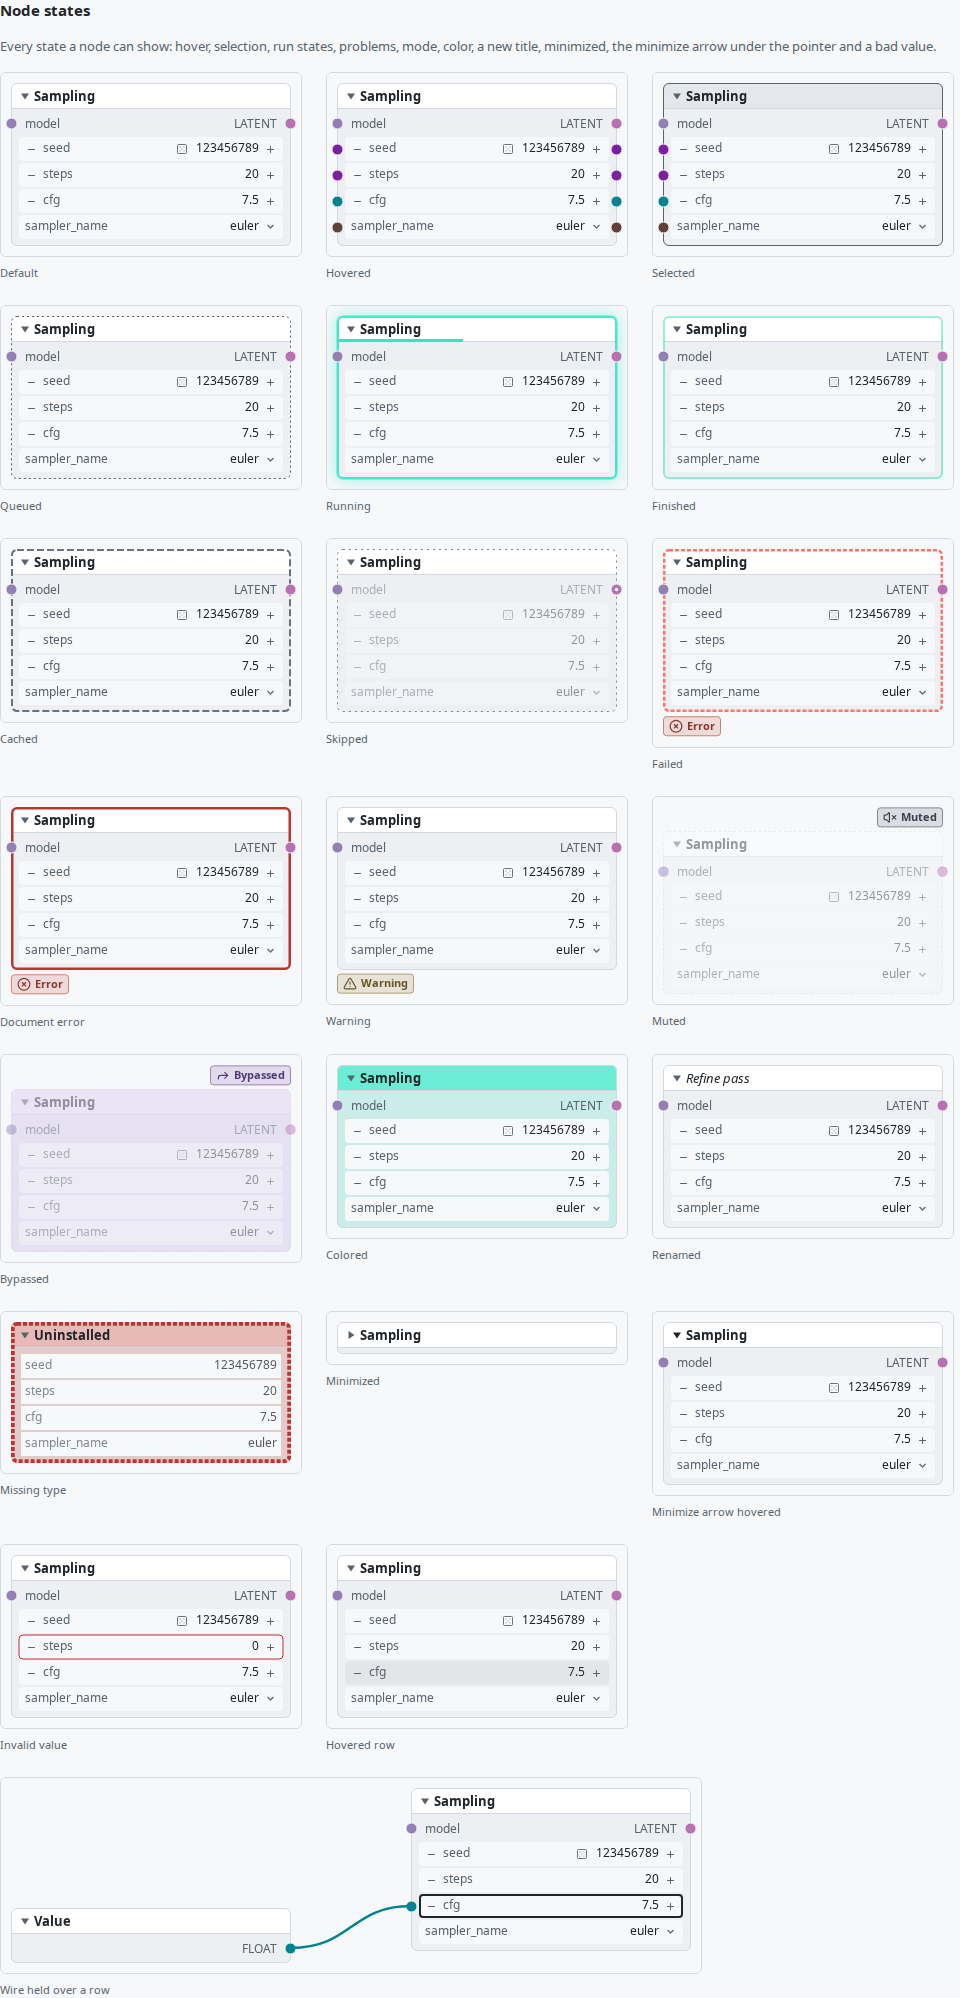 Node states
Every state a node can show: hover, selection, run states, problems, mode, color, a new title, minimized, the minimize arrow under the pointer and a bad value.
Sampling
model LATENT
– seed 123456789 +
– steps 20 +
– cfg 7.5 +
sampler_name euler
Default
Sampling
model LATENT
– seed 123456789 +
– steps 20 +
– cfg 7.5 +
sampler_name euler
Hovered
Sampling
model LATENT
– seed 123456789 +
– steps 20 +
– cfg 7.5 +
sampler_name euler
Selected
Sampling
model LATENT
– seed 123456789 +
– steps 20 +
– cfg 7.5 +
sampler_name euler
Queued
Sampling
model LATENT
– seed 123456789 +
– steps 20 +
– cfg 7.5 +
sampler_name euler
Running
Sampling
model LATENT
– seed 123456789 +
– steps 20 +
– cfg 7.5 +
sampler_name euler
Finished
Sampling
model LATENT
– seed 123456789 +
– steps 20 +
– cfg 7.5 +
sampler_name euler
Cached
Sampling
model LATENT
– seed 123456789 +
– steps 20 +
– cfg 7.5 +
sampler_name euler
Skipped
Sampling
model LATENT
– seed 123456789 +
– steps 20 +
– cfg 7.5 +
sampler_name euler
Error
Failed
Sampling
model LATENT
– seed 123456789 +
– steps 20 +
– cfg 7.5 +
sampler_name euler
Error
Document error
Sampling
model LATENT
– seed 123456789 +
– steps 20 +
– cfg 7.5 +
sampler_name euler
Warning
Warning
Muted
Sampling
model LATENT
– seed 123456789 +
– steps 20 +
– cfg 7.5 +
sampler_name euler
Muted
Bypassed
Sampling
model LATENT
– seed 123456789 +
– steps 20 +
– cfg 7.5 +
sampler_name euler
Bypassed
Sampling
model LATENT
– seed 123456789 +
– steps 20 +
– cfg 7.5 +
sampler_name euler
Colored
Refine pass
model LATENT
– seed 123456789 +
– steps 20 +
– cfg 7.5 +
sampler_name euler
Renamed
Uninstalled
seed 123456789
steps 20
cfg 7.5
sampler_name euler
Missing type
Sampling
Minimized
Sampling
model LATENT
– seed 123456789 +
– steps 20 +
– cfg 7.5 +
sampler_name euler
Minimize arrow hovered
Sampling
model LATENT
– seed 123456789 +
– steps 0 +
– cfg 7.5 +
sampler_name euler
Invalid value
Sampling
model LATENT
– seed 123456789 +
– steps 20 +
– cfg 7.5 +
sampler_name euler
Hovered row
Sampling
model LATENT
– seed 123456789 +
– steps 20 +
– cfg 7.5 +
sampler_name euler
Value
FLOAT
Wire held over a row